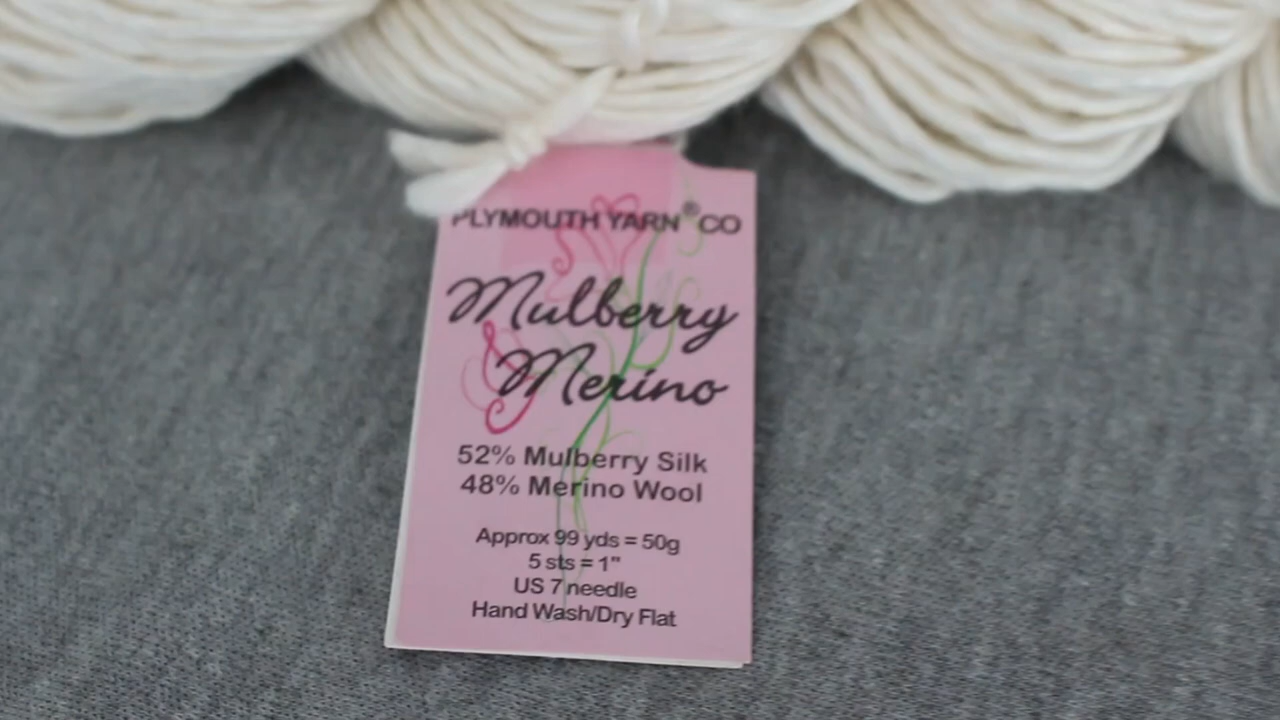 PLYMOUTH YARN® CO
Mulberry
Merino
52% Mulberry Silk
48% Merino Wool
Approx 99 yds = 50g
5 sts = 1"
US 7 needle
Hand Wash/Dry Flat